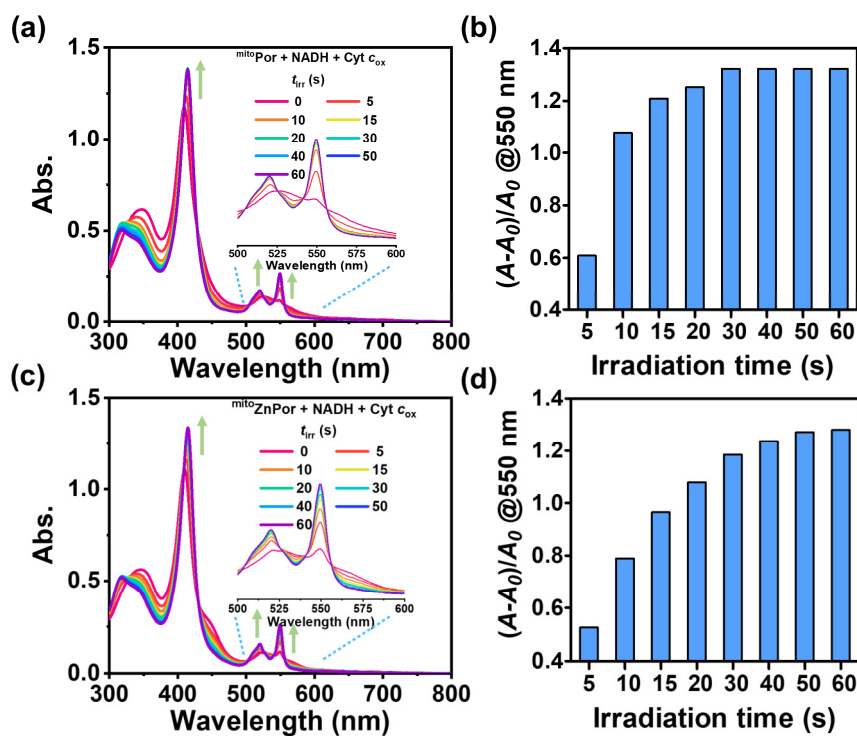 (a)
mitoPor + NADH + Cyt cox
tirr (s)
0 5
10 15
20 30
40 50
60
1.5
1.0
0.5
0.0
Abs.
500 525 550 575 600
Wavelength (nm)
300 400 500 600 700 800
Wavelength (nm)
(b)
1.4
1.2
1.0
0.8
0.6
0.4
(A-A0)/A0 @550 nm
5 10 15 20 30 40 50 60
Irradiation time (s)
(c)
mitoZnPor + NADH + Cyt cox
tirr (s)
0 5
10 15
20 30
40 50
60
1.5
1.0
0.5
0.0
Abs.
500 525 550 575 600
Wavelength (nm)
300 400 500 600 700 800
Wavelength (nm)
(d)
1.4
1.2
1.0
0.8
0.6
0.4
(A-A0)/A0 @550 nm
5 10 15 20 30 40 50 60
Irradiation time (s)